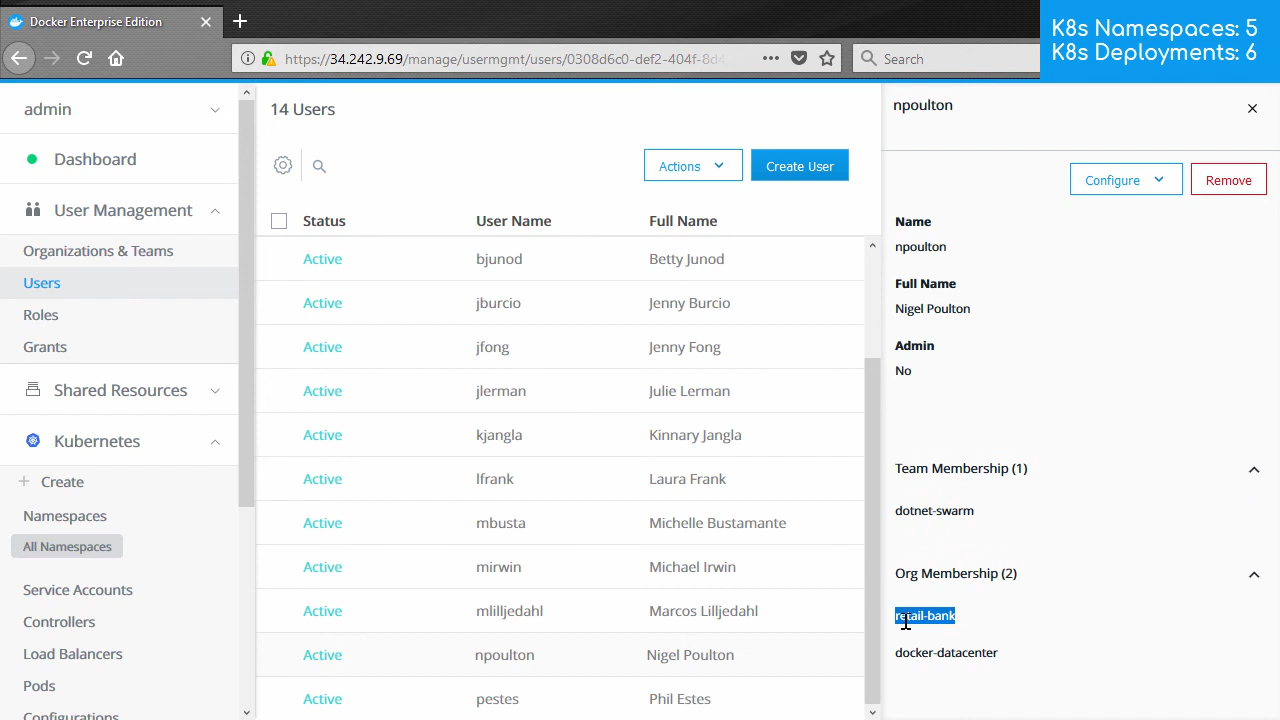 Docker Enterprise Edition
K8s Namespaces: 5
K8s Deployments: 6
https://34.242.9.69/manage/usermgmt/users/0308d6c0-def2-404f-8d4
Search
admin
Dashboard
User Management
Organizations & Teams
Users
Roles
Grants
Shared Resources
Kubernetes
Create
Namespaces
All Namespaces
Service Accounts
Controllers
Load Balancers
Pods
Configurations
14 Users
Actions
Create User
Status User Name Full Name
Active bjunod Betty Junod
Active jburcio Jenny Burcio
Active jfong Jenny Fong
Active jlerman Julie Lerman
Active kjangla Kinnary Jangla
Active lfrank Laura Frank
Active mbusta Michelle Bustamante
Active mirwin Michael Irwin
Active mlilljedahl Marcos Lilljedahl
Active npoulton Nigel Poulton
Active pestes Phil Estes
npoulton
Configure
Remove
Name
npoulton
Full Name
Nigel Poulton
Admin
No
Team Membership (1)
dotnet-swarm
Org Membership (2)
retail-bank
docker-datacenter